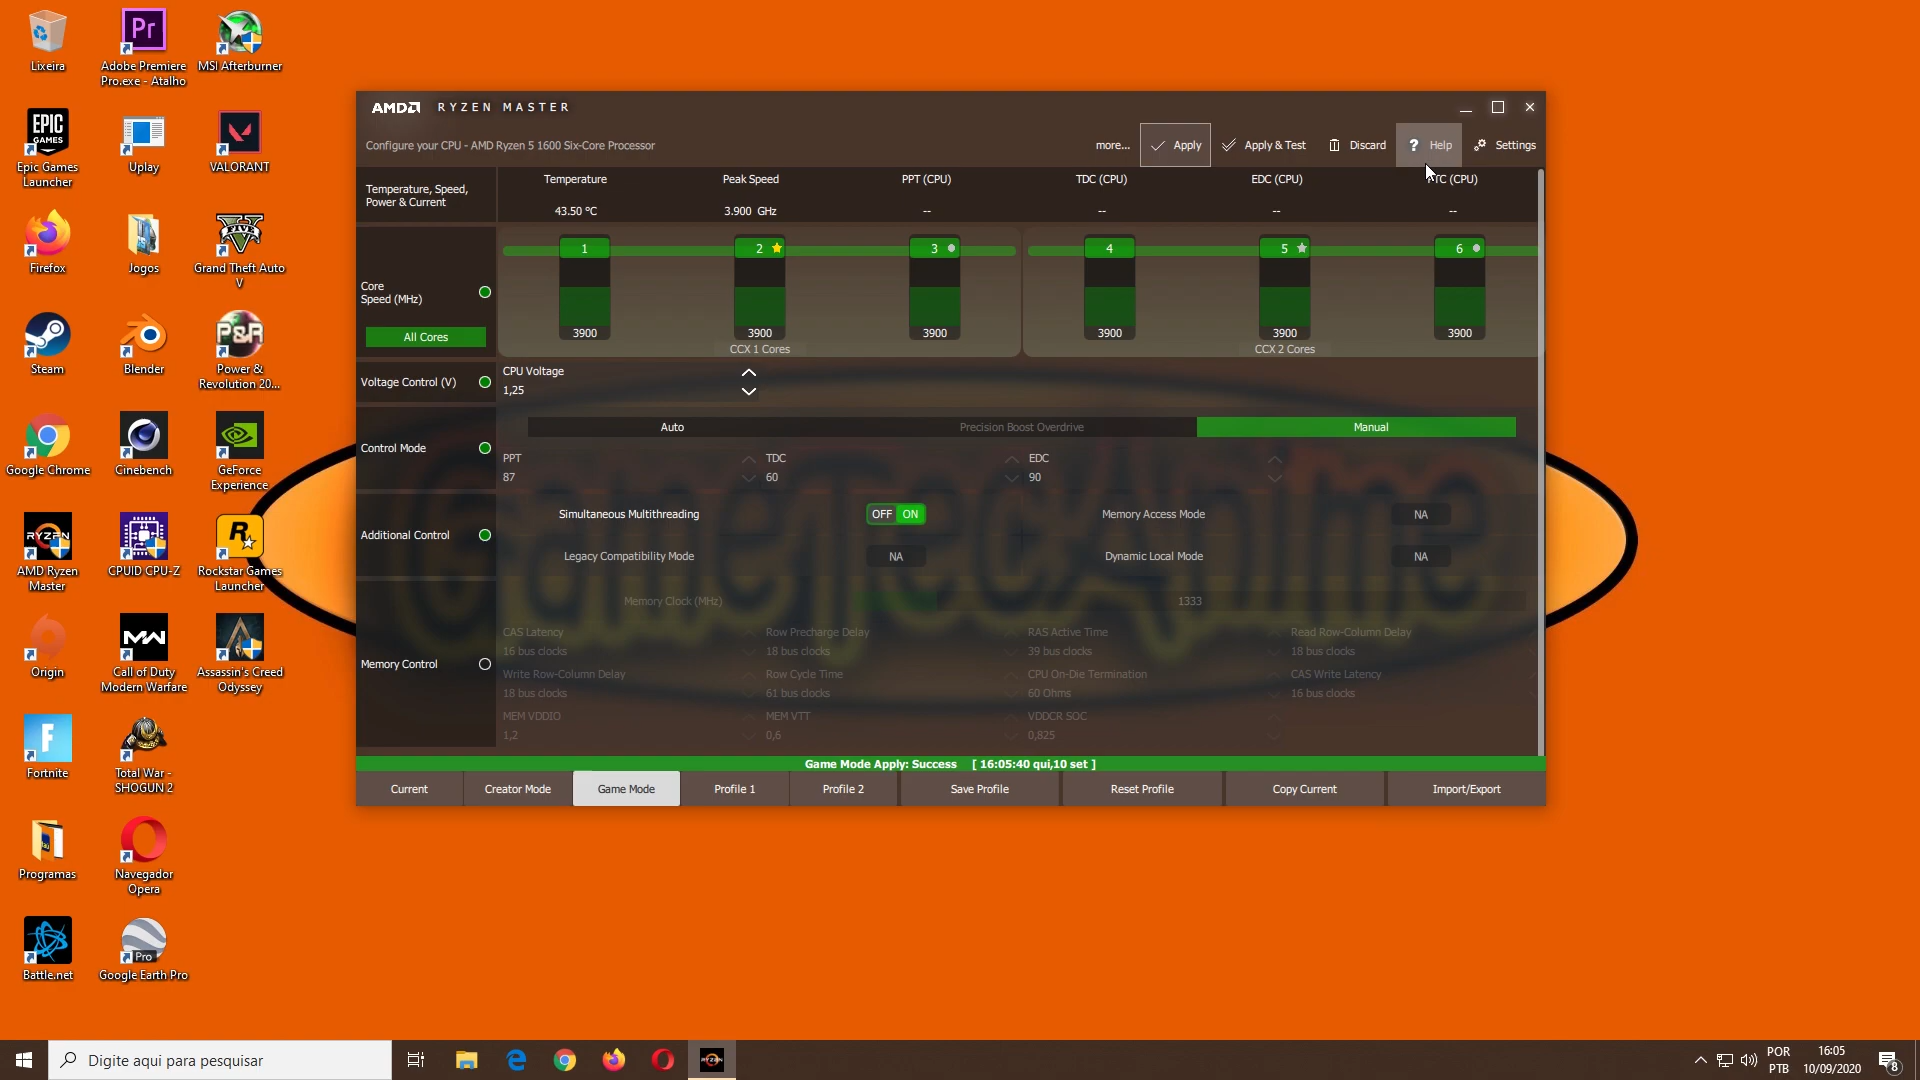 Lixeira
Adobe Premiere
Pro.exe - Atalho
MSI Afterburner
Epic Games
Launcher
Uplay
VALORANT
Firefox
Jogos
Grand Theft Auto
V
Steam
Blender
Power &
Revolution 20...
Google Chrome
Cinebench
GeForce
Experience
AMD Ryzen
Master
CPUID CPU-Z
Rockstar Games
Launcher
Origin
Call of Duty
Modern Warfare
Assassin's Creed
Odyssey
Fortnite
Total War -
SHOGUN 2
Programas
Navegador
Opera
Battle.net
Google Earth Pro
AMD RYZEN MASTER
Configure your CPU - AMD Ryzen 5 1600 Six-Core Processor
more... Apply Apply & Test Discard ? Help Settings
Temperature, Speed,
Power & Current
Temperature Peak Speed PPT (CPU) TDC (CPU) EDC (CPU) TC (CPU)
43.50 °C 3.900 GHz -- -- -- --
Core
Speed (MHz)
All Cores
1 2 3 4 5 6
3900 3900 3900 3900 3900 3900
CCX 1 Cores CCX 2 Cores
Voltage Control (V)
CPU Voltage
1,25
Control Mode
Auto Precision Boost Overdrive Manual
PPT TDC EDC
87 60 90
Additional Control
Simultaneous Multithreading OFF ON Memory Access Mode NA
Legacy Compatibility Mode NA Dynamic Local Mode NA
Memory Control
Memory Clock (MHz) 1333
CAS Latency Row Precharge Delay RAS Active Time Read Row-Column Delay
16 bus clocks 18 bus clocks 39 bus clocks 18 bus clocks
Write Row-Column Delay Row Cycle Time CPU On-Die Termination CAS Write Latency
18 bus clocks 61 bus clocks 60 Ohms 16 bus clocks
MEM VDDIO MEM VTT VDDCR SOC
1,2 0,6 0,825
Game Mode Apply: Success [ 16:05:40 qui,10 set ]
Current Creator Mode Game Mode Profile 1 Profile 2 Save Profile Reset Profile Copy Current Import/Export
Digite aqui para pesquisar
POR
PTB
16:05
10/09/2020
8